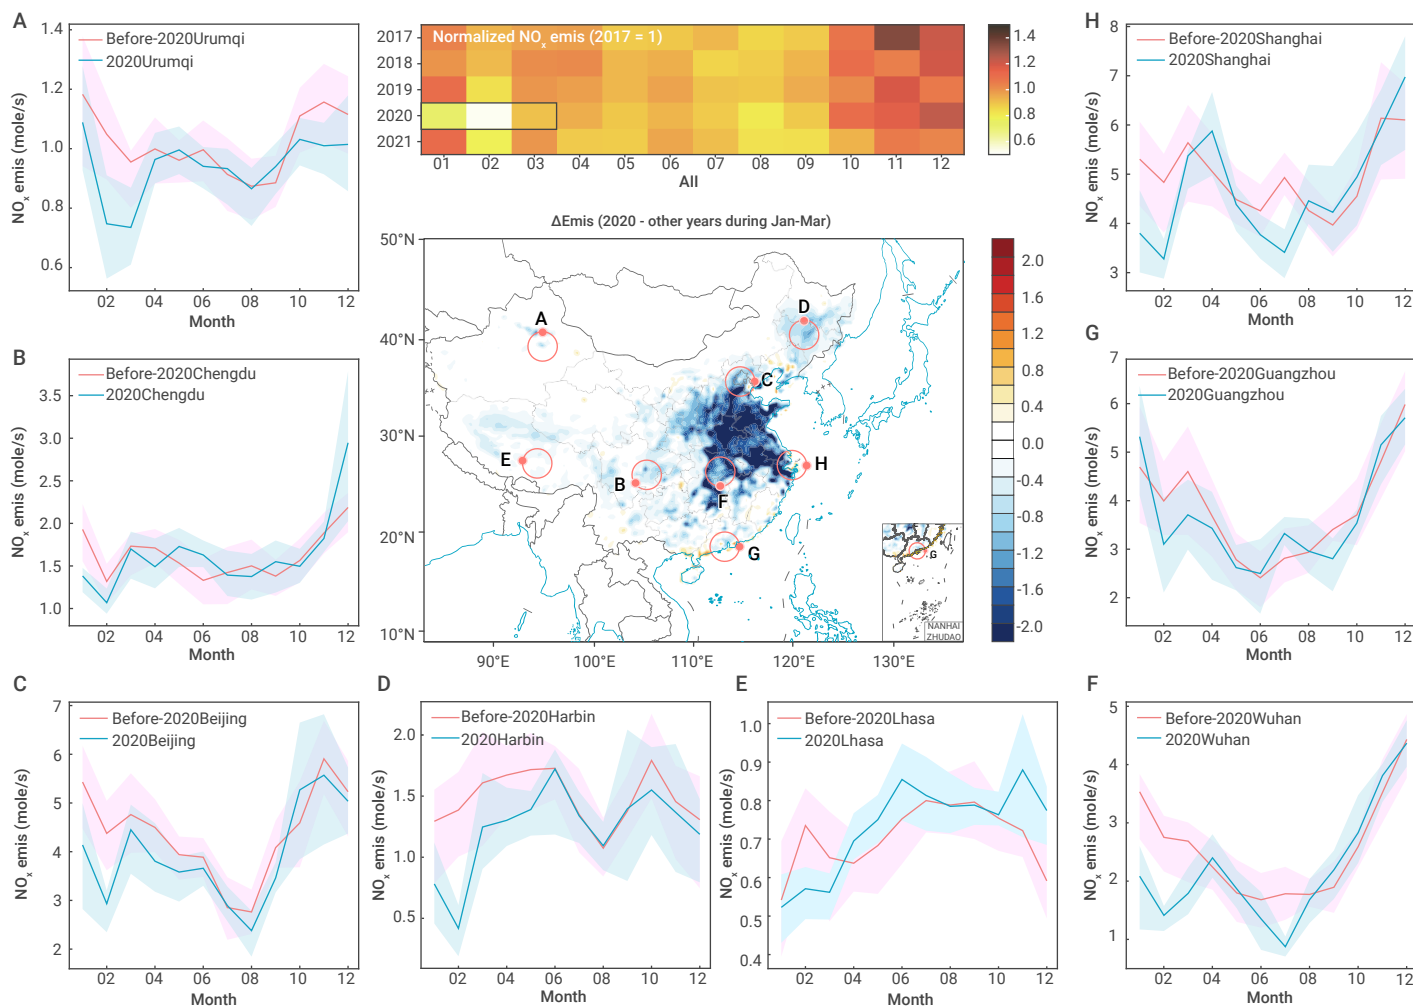 A
1.4
1.2
1.0
0.8
0.6
NOx emis (mole/s)
Before-2020Urumqi
2020Urumqi
02 04 06 08 10 12
Month
Normalized NOx emis (2017 = 1)
2017
2018
2019
2020
2021
01 02 03 04 05 06 07 08 09 10 11 12
All
1.4
1.2
1.0
0.8
0.6
H
8
7
6
5
4
3
NOx emis (mole/s)
Before-2020Shanghai
2020Shanghai
02 04 06 08 10 12
Month
ΔEmis (2020 - other years during Jan-Mar)
50°N
40°N
30°N
20°N
10°N
90°E 100°E 110°E 120°E 130°E
A
D
C
E
B
F
H
G
G
NANHAI
ZHUDAO
2.0
1.6
1.2
0.8
0.4
0.0
-0.4
-0.8
-1.2
-1.6
-2.0
B
3.5
3.0
2.5
2.0
1.5
1.0
NOx emis (mole/s)
Before-2020Chengdu
2020Chengdu
02 04 06 08 10 12
Month
G
7
6
5
4
3
2
NOx emis (mole/s)
Before-2020Guangzhou
2020Guangzhou
02 04 06 08 10 12
Month
C
7
6
5
4
3
2
NOx emis (mole/s)
Before-2020Beijing
2020Beijing
02 04 06 08 10 12
Month
D
2.0
1.5
1.0
0.5
NOx emis (mole/s)
Before-2020Harbin
2020Harbin
02 04 06 08 10 12
Month
E
1.0
0.9
0.8
0.7
0.6
0.5
0.4
NOx emis (mole/s)
Before-2020Lhasa
2020Lhasa
02 04 06 08 10 12
Month
F
5
4
3
2
1
NOx emis (mole/s)
Before-2020Wuhan
2020Wuhan
02 04 06 08 10 12
Month